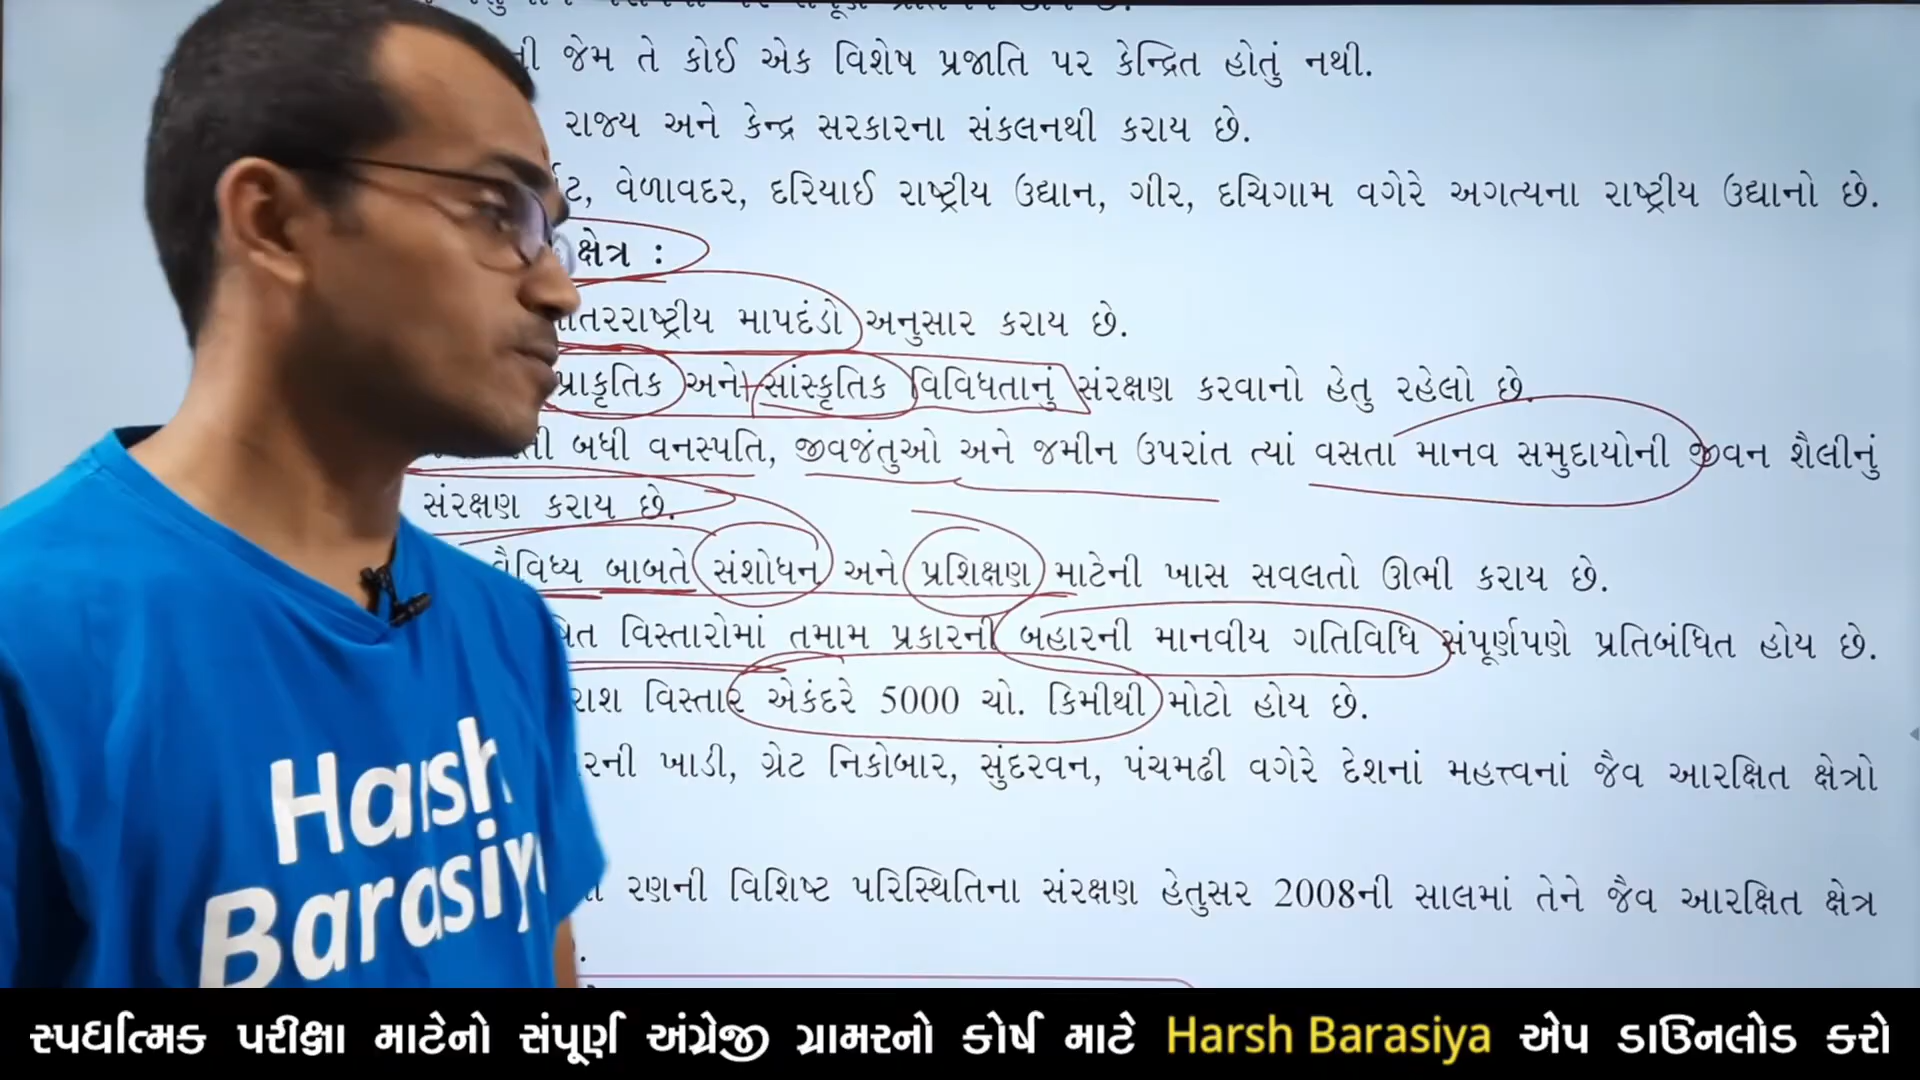 જેમ તે કોઈ એક વિશેષ પ્રજાતિ પર કેન્દ્રિત હોતું નથી.
રાજ્ય અને કેન્દ્ર સરકારના સંકલનથી કરાય છે.
વેળાવદર, દરિયાઈ રાષ્ટ્રીય ઉદ્યાન, ગીર, દચિગામ વગેરે અગત્યના રાષ્ટ્રીય ઉદ્યાનો છે.
ક્ષેત્ર :
માપદંડો અનુસાર કરાય છે.
પ્રાકૃતિક અને સાંસ્કૃતિક વિવિધતાનું સંરક્ષણ કરવાનો હેતુ રહેલો છે.
બધી વનસ્પતિ, જીવજંતુઓ અને જમીન ઉપરાંત ત્યાં વસતા માનવ સમુદાયોની જીવન શૈલીનું
સંરક્ષણ કરાય છે.
બાબતે સંશોધન અને પ્રશિક્ષણ માટેની ખાસ સવલતો ઊભી કરાય છે.
વિસ્તારોમાં તમામ પ્રકારની બહારની માનવીય ગતિવિધિ સંપૂર્ણપણે પ્રતિબંધિત હોય છે.
વિસ્તાર એકંદરે 5000 ચો. કિમીથી મોટો હોય છે.
ખાડી, ગ્રેટ નિકોબાર, સુંદરવન, પંચમઢી વગેરે દેશનાં મહત્ત્વનાં જૈવ આરક્ષિત ક્ષેત્રો
રણની વિશિષ્ટ પરિસ્થિતિના સંરક્ષણ હેતુસર 2008ની સાલમાં તેને જૈવ આરક્ષિત ક્ષેત્ર
Harsh
Barasiya
સ્પર્ધાત્મક પરીક્ષા માટેનો સંપૂર્ણ અંગ્રેજી ગ્રામરનો કોર્ષ માટે Harsh Barasiya એપ ડાઉનલોડ કરો